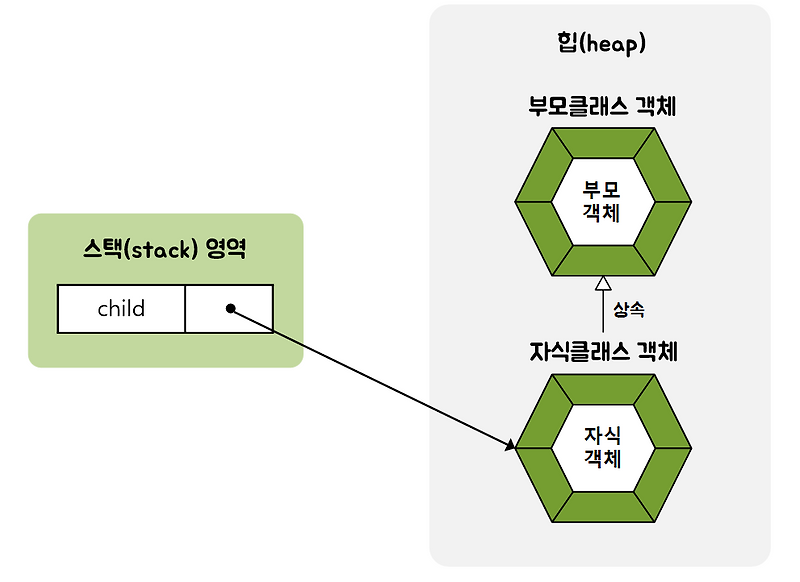 힙(heap)
부모클래스 객체
부모
객체
스택(stack) 영역
child
상속
자식클래스 객체
자식
객체